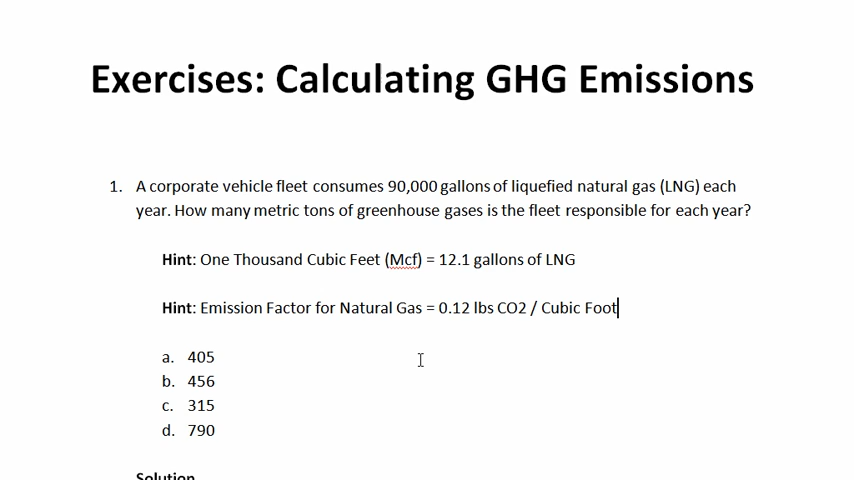 Exercises: Calculating GHG Emissions
1. A corporate vehicle fleet consumes 90,000 gallons of liquefied natural gas (LNG) each
year. How many metric tons of greenhouse gases is the fleet responsible for each year?
Hint: One Thousand Cubic Feet (Mcf) = 12.1 gallons of LNG
Hint: Emission Factor for Natural Gas = 0.12 lbs CO2 / Cubic Foot
a. 405
b. 456
c. 315
d. 790
Solution